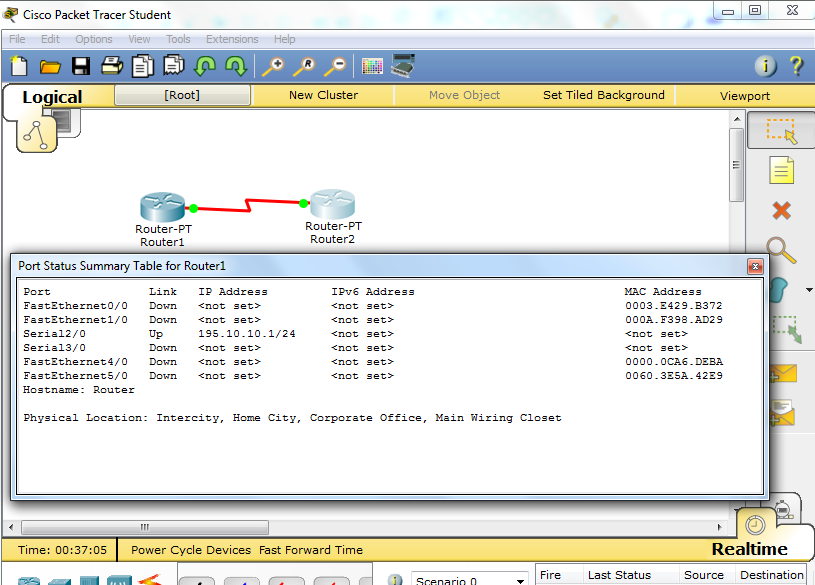 Cisco Packet Tracer Student
File Edit Options View Tools Extensions Help
Logical [Root] New Cluster Move Object Set Tiled Background Viewport
Router-PT
Router1
Router-PT
Router2
Port Status Summary Table for Router1
Port Link IP Address IPv6 Address MAC Address
FastEthernet0/0 Down <not set> <not set> 0003.E429.B372
FastEthernet1/0 Down <not set> <not set> 000A.F398.AD29
Serial2/0 Up 195.10.10.1/24 <not set> <not set>
Serial3/0 Down <not set> <not set> <not set>
FastEthernet4/0 Down <not set> <not set> 0000.0CA6.DEBA
FastEthernet5/0 Down <not set> <not set> 0060.3E5A.42E9
Hostname: Router
Physical Location: Intercity, Home City, Corporate Office, Main Wiring Closet
Time: 00:37:05 Power Cycle Devices Fast Forward Time Realtime
Scenario 0 Fire Last Status Source Destination